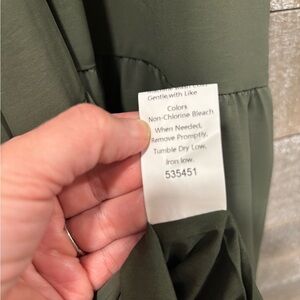 Gentle,with Like
Colors
Non-Chlorine Bleach
When Needed,
Remove Promptly,
Tumble Dry Low,
Iron low.
535451